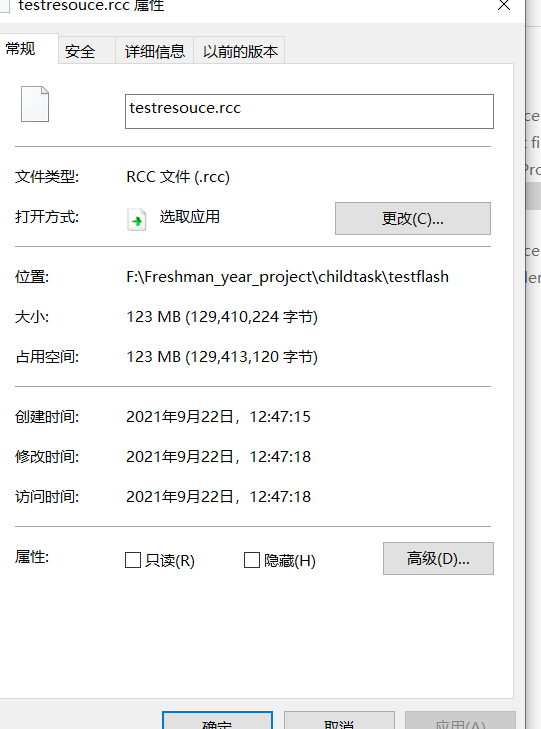 testresouce.rcc 属性
常规
安全
详细信息
以前的版本
testresouce.rcc
文件类型:
RCC 文件 (.rcc)
打开方式:
选取应用
更改(C)...
位置:
F:\Freshman_year_project\childtask\testflash
大小:
123 MB (129,410,224 字节)
占用空间:
123 MB (129,413,120 字节)
创建时间:
2021年9月22日，12:47:15
修改时间:
2021年9月22日，12:47:18
访问时间:
2021年9月22日，12:47:18
属性:
只读(R)
隐藏(H)
高级(D)...
确定
取消
应用(A)